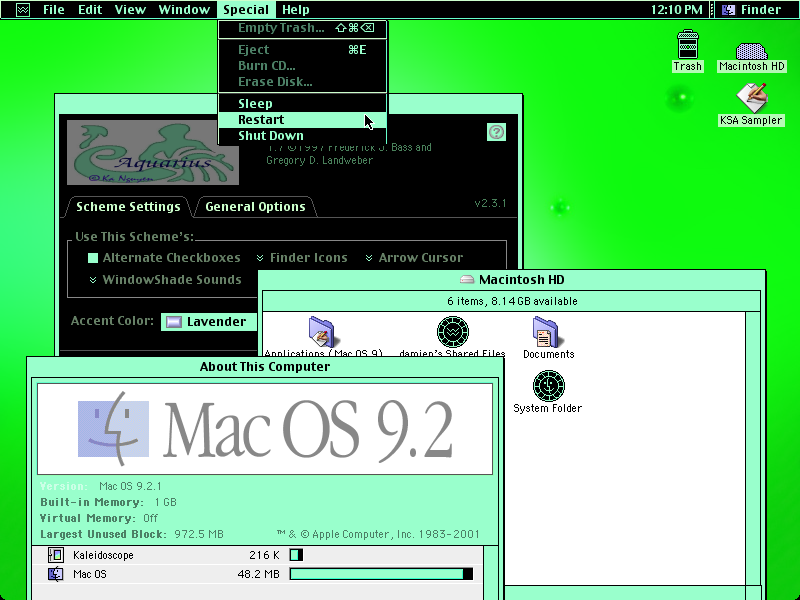 File Edit View Window Special Help 12:10 PM Finder
Empty Trash... ⇧⌘⌫
Eject ⌘E
Burn CD...
Erase Disk...
Sleep
Restart
Shut Down
Trash
Macintosh HD
KSA Sampler
Aquarius
© Ka Nguyen
1.7 ©1997 Frederick J. Bass and
Gregory D. Landweber
?
Scheme Settings General Options v2.3.1
Use This Scheme's:
Alternate Checkboxes Finder Icons Arrow Cursor
WindowShade Sounds
Accent Color: Lavender
Macintosh HD
6 items, 8.14 GB available
Applications (Mac OS 9) damien's Shared Files Documents
System Folder
About This Computer
Mac OS 9.2
Version: Mac OS 9.2.1
Built-in Memory: 1 GB
Virtual Memory: Off
Largest Unused Block: 972.5 MB ™ & © Apple Computer, Inc. 1983-2001
Kaleidoscope 216 K
Mac OS 48.2 MB